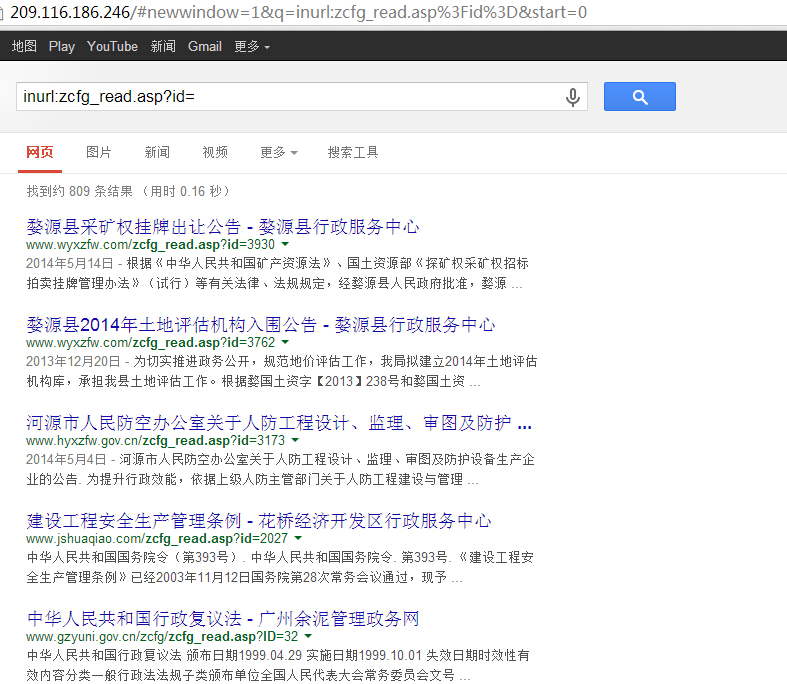 209.116.186.246/#newwindow=1&q=inurl:zcfg_read.asp%3Fid%3D&start=0
地图 Play YouTube 新闻 Gmail 更多
inurl:zcfg_read.asp?id=
网页 图片 新闻 视频 更多 搜索工具
找到约 809 条结果 （用时 0.16 秒）
婺源县采矿权挂牌出让公告 - 婺源县行政服务中心
www.wyxzfw.com/zcfg_read.asp?id=3930
2014年5月14日 - 根据《中华人民共和国矿产资源法》、国土资源部《探矿权采矿权招标
拍卖挂牌管理办法》（试行）等有关法律、法规规定，经婺源县人民政府批准，婺源 ...
婺源县2014年土地评估机构入围公告 - 婺源县行政服务中心
www.wyxzfw.com/zcfg_read.asp?id=3762
2013年12月20日 - 为切实推进政务公开，规范地价评估工作，我局拟建立2014年土地评估
机构库，承担我县土地评估工作。根据婺国土资字【2013】238号和婺国土资 ...
河源市人民防空办公室关于人防工程设计、监理、审图及防护 ...
www.hyxzfw.gov.cn/zcfg_read.asp?id=3173
2014年5月4日 - 河源市人民防空办公室关于人防工程设计、监理、审图及防护设备生产企
业的公告. 为提升行政效能，依据上级人防主管部门关于人防工程建设与管理 ...
建设工程安全生产管理条例 - 花桥经济开发区行政服务中心
www.jshuaqiao.com/zcfg_read.asp?id=2027
中华人民共和国国务院令（第393号）. 中华人民共和国国务院令. 第393号. 《建设工程安
全生产管理条例》已经2003年11月12日国务院第28次常务会议通过，现予 ...
中华人民共和国行政复议法 - 广州余泥管理政务网
www.gzyuni.gov.cn/zcfg/zcfg_read.asp?ID=32
中华人民共和国行政复议法 颁布日期1999.04.29 实施日期1999.10.01 失效日期时效性有
效内容分类一般行政法法规子类颁布单位全国人民代表大会常务委员会文号 ...